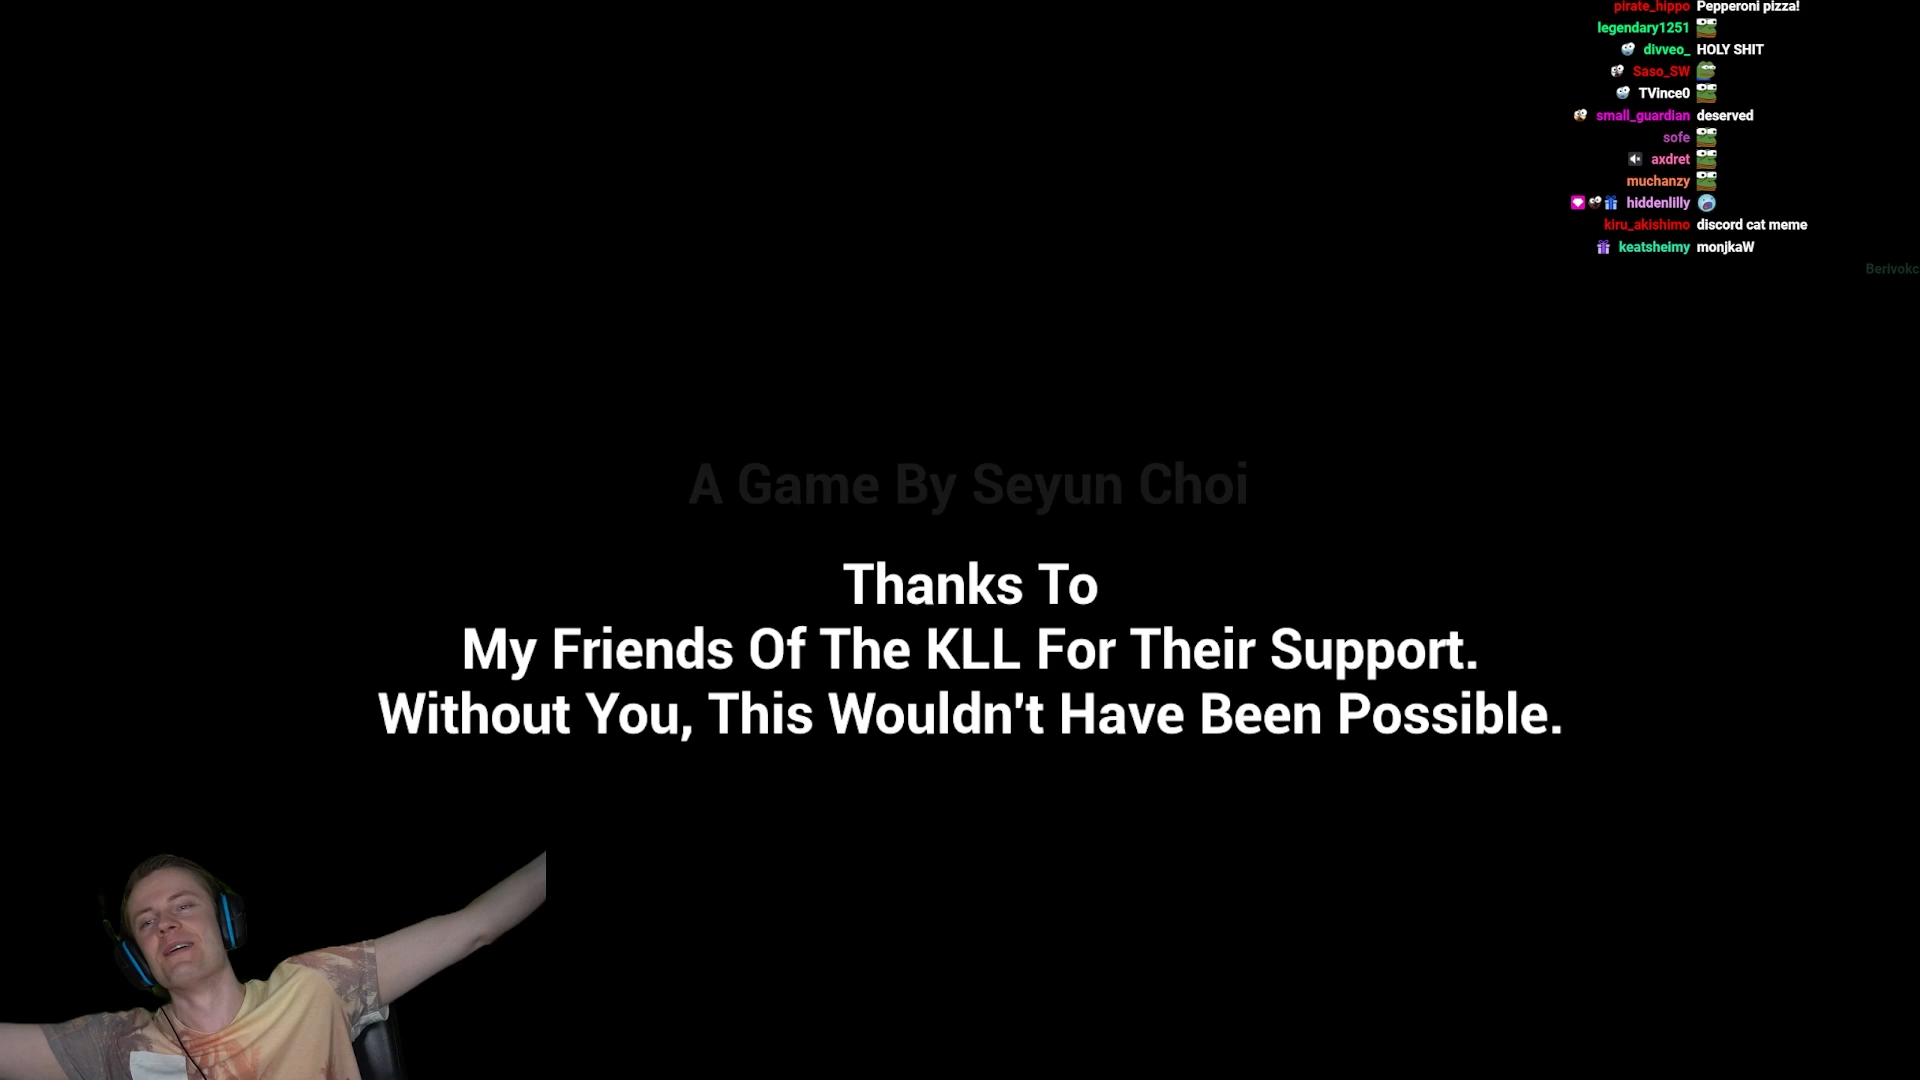 pirate_hippo Pepperoni pizza!
legendary1251
divveo_ HOLY SHIT
Saso_SW
TVince0
small_guardian deserved
sofe
axdret
muchanzy
hiddenlilly
kiru_akishimo discord cat meme
keatsheimy monjkaW
A Game By Seyun Choi
Thanks To
My Friends Of The KLL For Their Support.
Without You, This Wouldn't Have Been Possible.